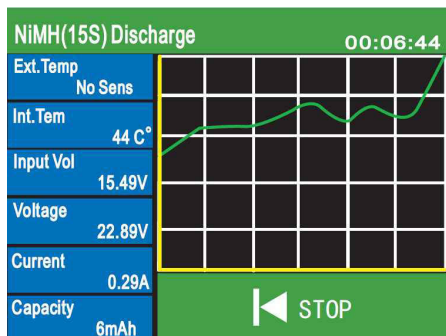 NiMH(15S) Discharge 00:06:44
Ext.Temp
No Sens
Int.Tem
44 C°
Input Vol
15.49V
Voltage
22.89V
Current
0.29A
Capacity
6mAh
STOP